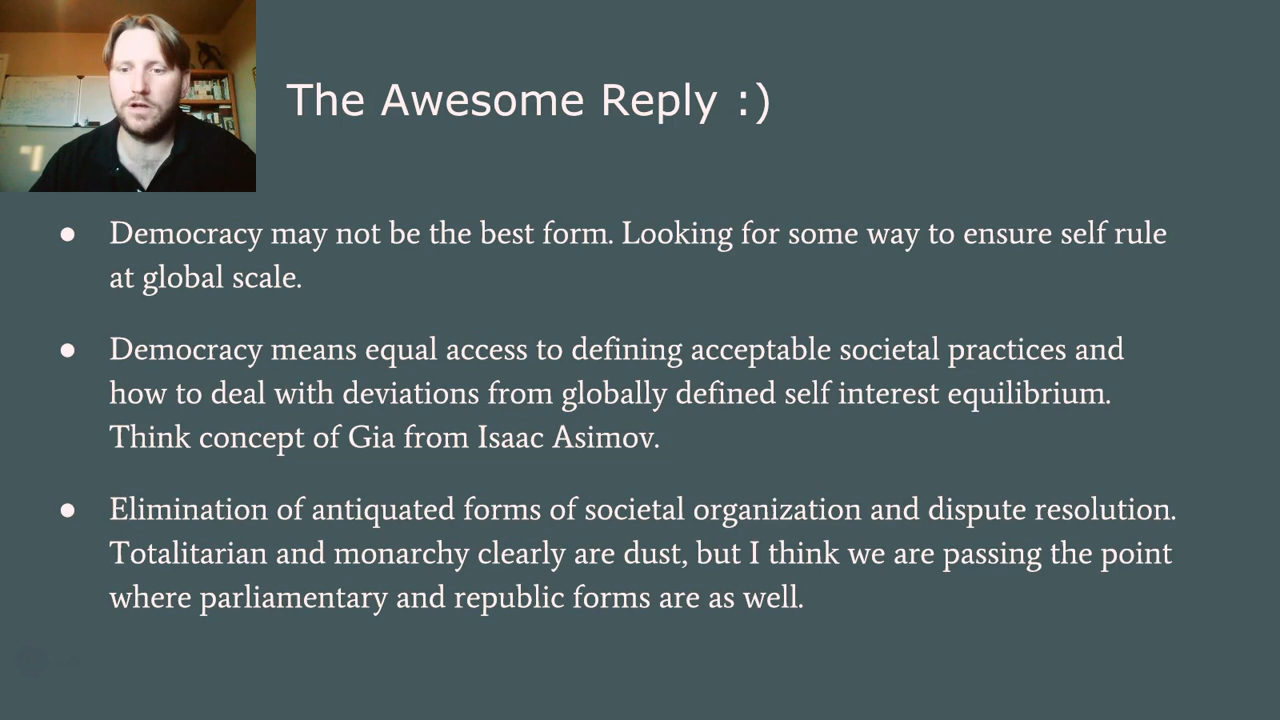 The Awesome Reply :)
● Democracy may not be the best form. Looking for some way to ensure self rule
at global scale.
● Democracy means equal access to defining acceptable societal practices and
how to deal with deviations from globally defined self interest equilibrium.
Think concept of Gia from Isaac Asimov.
● Elimination of antiquated forms of societal organization and dispute resolution.
Totalitarian and monarchy clearly are dust, but I think we are passing the point
where parliamentary and republic forms are as well.